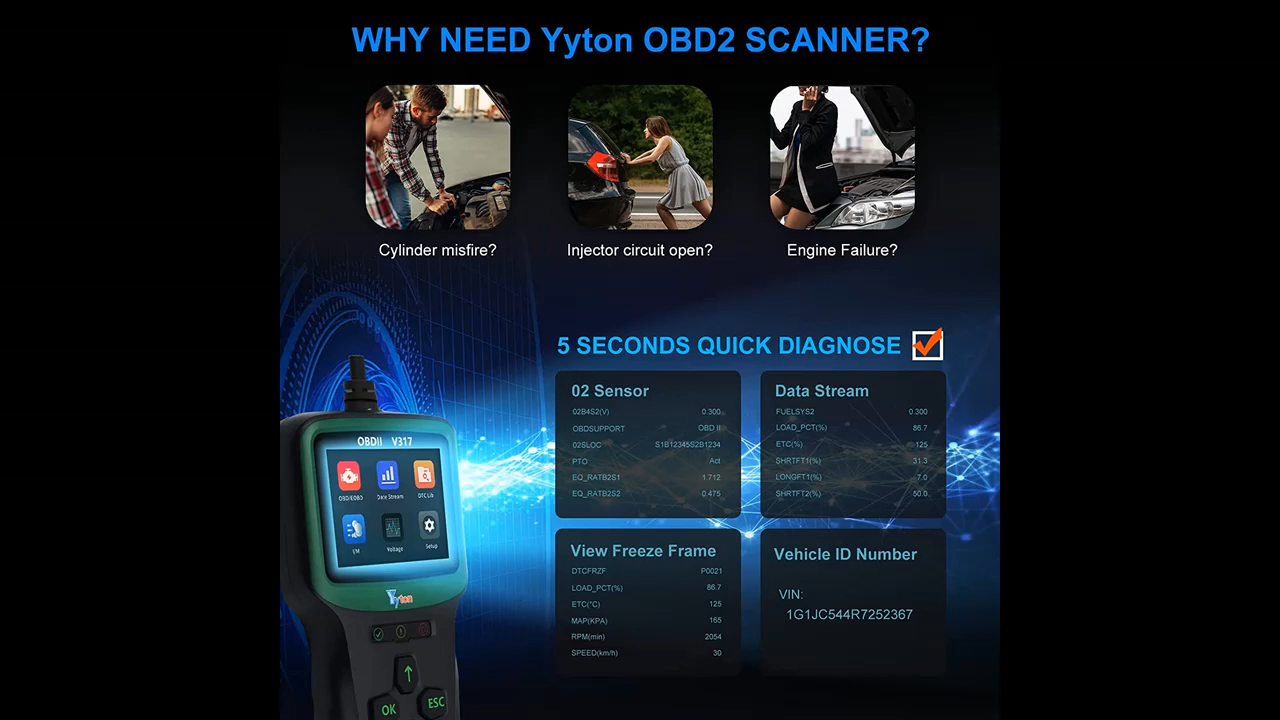 WHY NEED Yyton OBD2 SCANNER?
Cylinder misfire?
Injector circuit open?
Engine Failure?
5 SECONDS QUICK DIAGNOSE
02 Sensor
02B4S2(V) 0.300
OBDSUPPORT OBD II
02SLOC S1B12345S2B1234
PTO Act
EQ_RATB2S1 1.712
EQ_RATB2S2 0.475
Data Stream
FUELSYS2 0.300
LOAD_PCT(%) 86.7
ETC(%) 125
SHRTFT1(%) 31.3
LONGFT1(%) 7.0
SHRTFT2(%) 50.0
View Freeze Frame
DTCFRZF P0021
LOAD_PCT(%) 86.7
ETC(°C) 125
MAP(KPA) 165
RPM(min) 2054
SPEED(km/h) 30
Vehicle ID Number
VIN:
1G1JC544R7252367
OBDII V317
OBD/EOBD Date Stream DTC Lib
I/M Voltage Setup
Yyton
OK
ESC